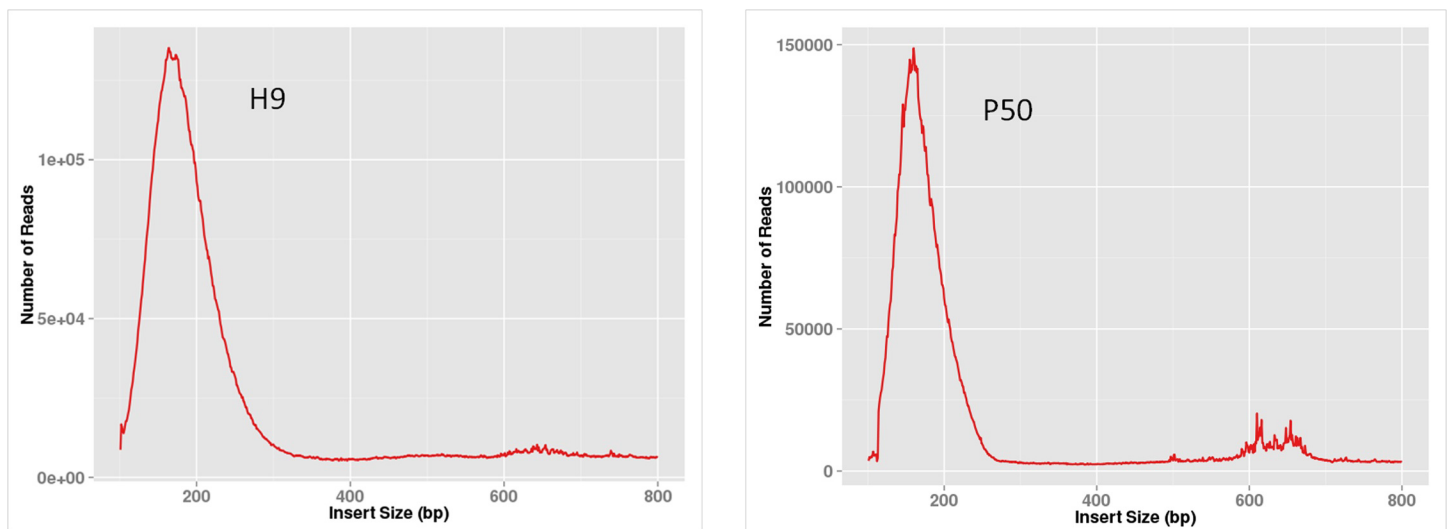 H9
Number of Reads
1e+05
5e+04
0e+00
200
400
600
800
Insert Size (bp)
P50
Number of Reads
150000
100000
50000
0
200
400
600
800
Insert Size (bp)